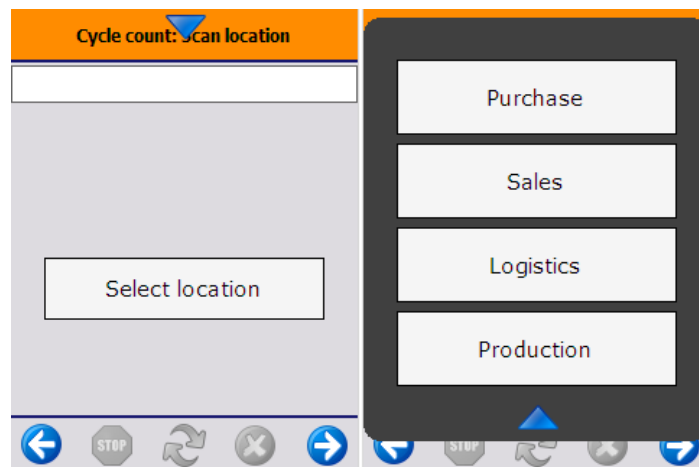 Cycle count: Scan location
Select location
STOP
Purchase
Sales
Logistics
Production
STOP